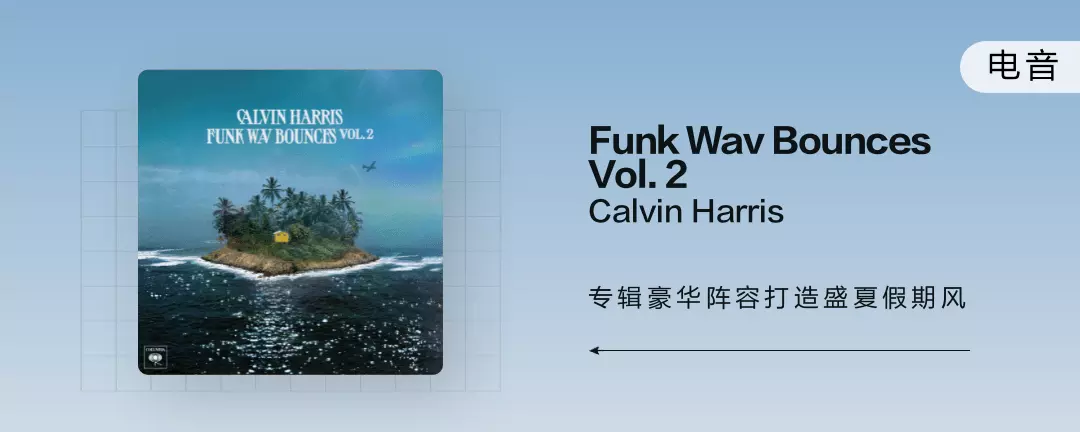 CALVIN HARRIS
FUNK WAV BOUNCES VOL.2
COLUMBIA
电音
Funk Wav Bounces
Vol. 2
Calvin Harris
专辑豪华阵容打造盛夏假期风